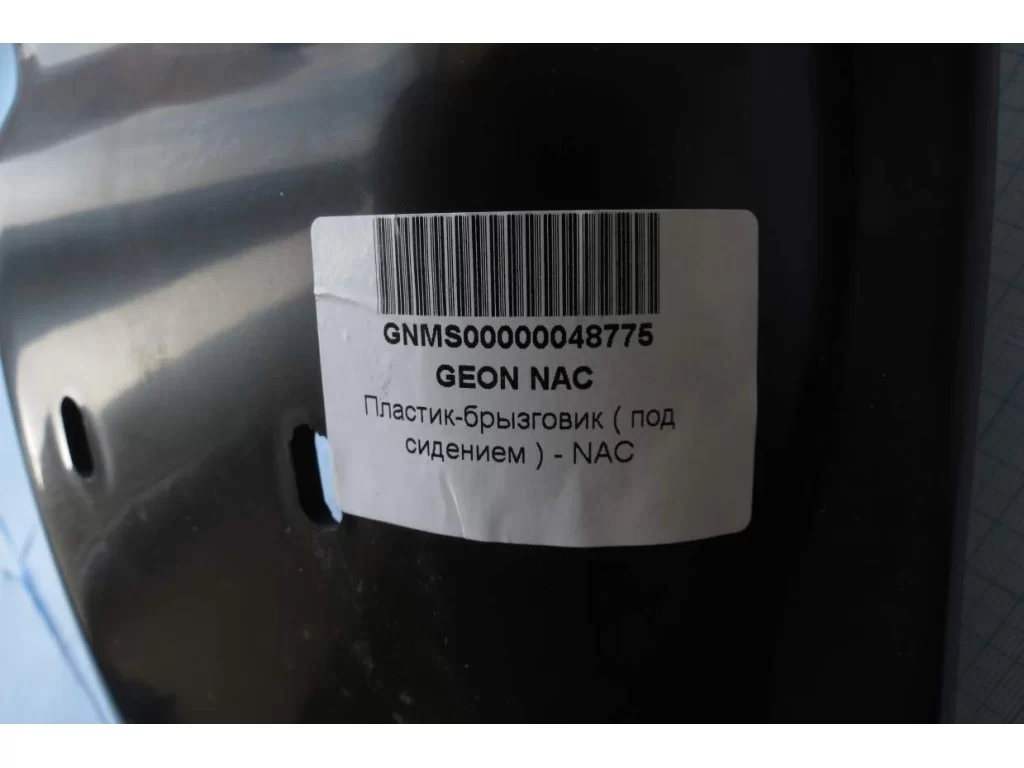 GNMS00000048775
GEON NAC
Пластик-брызговик ( под
сидением ) - NAC